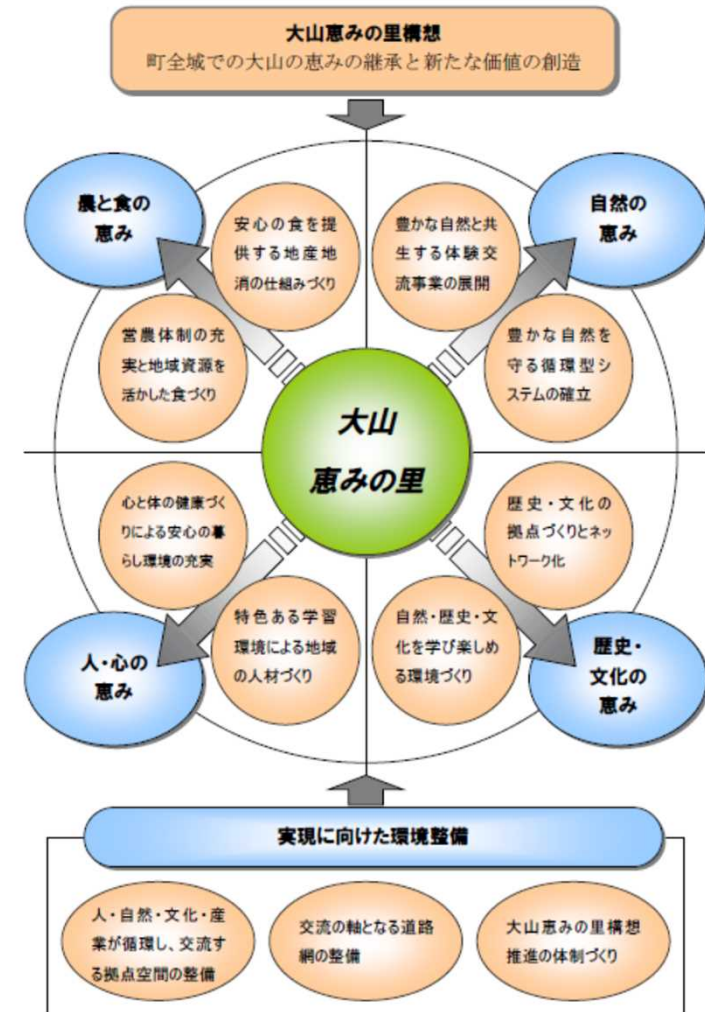 大山恵みの里構想
町全域での大山の恵みの継承と新たな価値の創造
農と食の
恵み
安心の食を提
供する地産地
消の仕組みづくり
営農体制の充
実と地域資源を
活かした食づくり
自然の
恵み
豊かな自然と共
生する体験交
流事業の展開
豊かな自然を
守る循環型シ
ステムの確立
大山
恵みの里
心と体の健康づく
りによる安心の暮
らし環境の充実
特色ある学習
環境による地域
の人材づくり
人・心の
恵み
歴史・文化の
拠点づくりとネッ
トワーク化
自然・歴史・文
化を学び楽しめ
る環境づくり
歴史・
文化の
恵み
実現に向けた環境整備
人・自然・文化・産
業が循環し、交流す
る拠点空間の整備
交流の軸となる道路
網の整備
大山恵みの里構想
推進の体制づくり